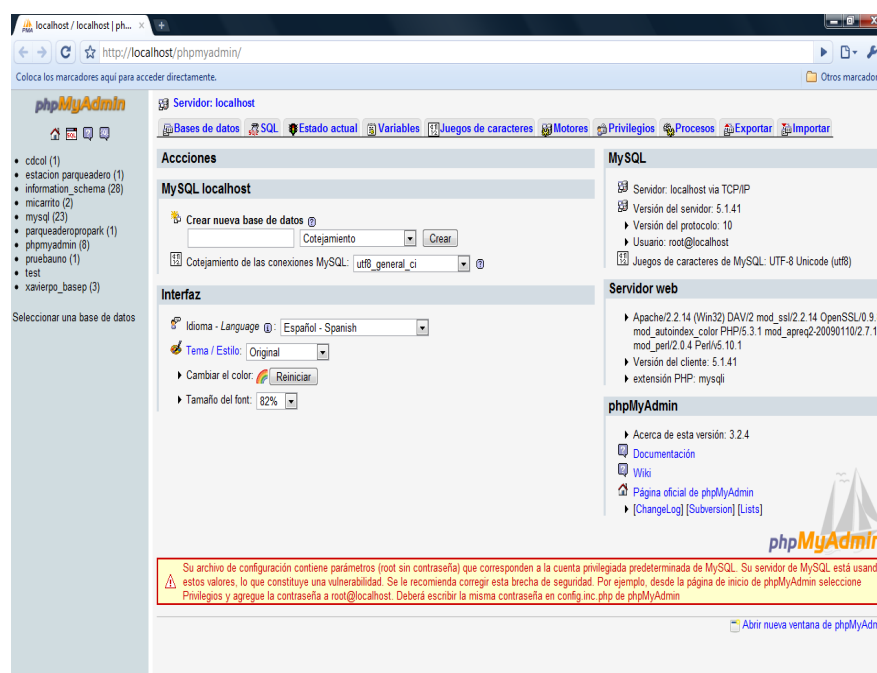 localhost / localhost | ph...
http://localhost/phpmyadmin/
Coloca los marcadores aquí para acceder directamente.
Otros marcador
phpMyAdmin
cdcol (1)
estacion parqueadero (1)
information_schema (28)
micarrito (2)
mysql (23)
parqueaderopropark (1)
phpmyadmin (8)
pruebauno (1)
test
xavierpo_basep (3)
Seleccionar una base de datos
Servidor: localhost
Bases de datos SQL Estado actual Variables Juegos de caracteres Motores Privilegios Procesos Exportar Importar
Acciones
MySQL localhost
Crear nueva base de datos
Cotejamiento Crear
Cotejamiento de las conexiones MySQL: utf8_general_ci
Interfaz
Idioma - Language : Español - Spanish
Tema / Estilo: Original
Cambiar el color: Reiniciar
Tamaño del font: 82%
MySQL
Servidor: localhost via TCP/IP
Versión del servidor: 5.1.41
Versión del protocolo: 10
Usuario: root@localhost
Juegos de caracteres de MySQL: UTF-8 Unicode (utf8)
Servidor web
Apache/2.2.14 (Win32) DAV/2 mod_ssl/2.2.14 OpenSSL/0.9.
mod_autoindex_color PHP/5.3.1 mod_apreq2-20090110/2.7.1
mod_perl/2.0.4 Perl/v5.10.1
Versión del cliente: 5.1.41
extensión PHP: mysqli
phpMyAdmin
Acerca de esta versión: 3.2.4
Documentación
Wiki
Página oficial de phpMyAdmin
[ChangeLog] [Subversion] [Lists]
phpMyAdmin
Su archivo de configuración contiene parámetros (root sin contraseña) que corresponden a la cuenta privilegiada predeterminada de MySQL. Su servidor de MySQL está usand
estos valores, lo que constituye una vulnerabilidad. Se le recomienda corregir esta brecha de seguridad. Por ejemplo, desde la página de inicio de phpMyAdmin seleccione
Privilegios y agregue la contraseña a root@localhost. Deberá escribir la misma contraseña en config.inc.php de phpMyAdmin
Abrir nueva ventana de phpMyAdm